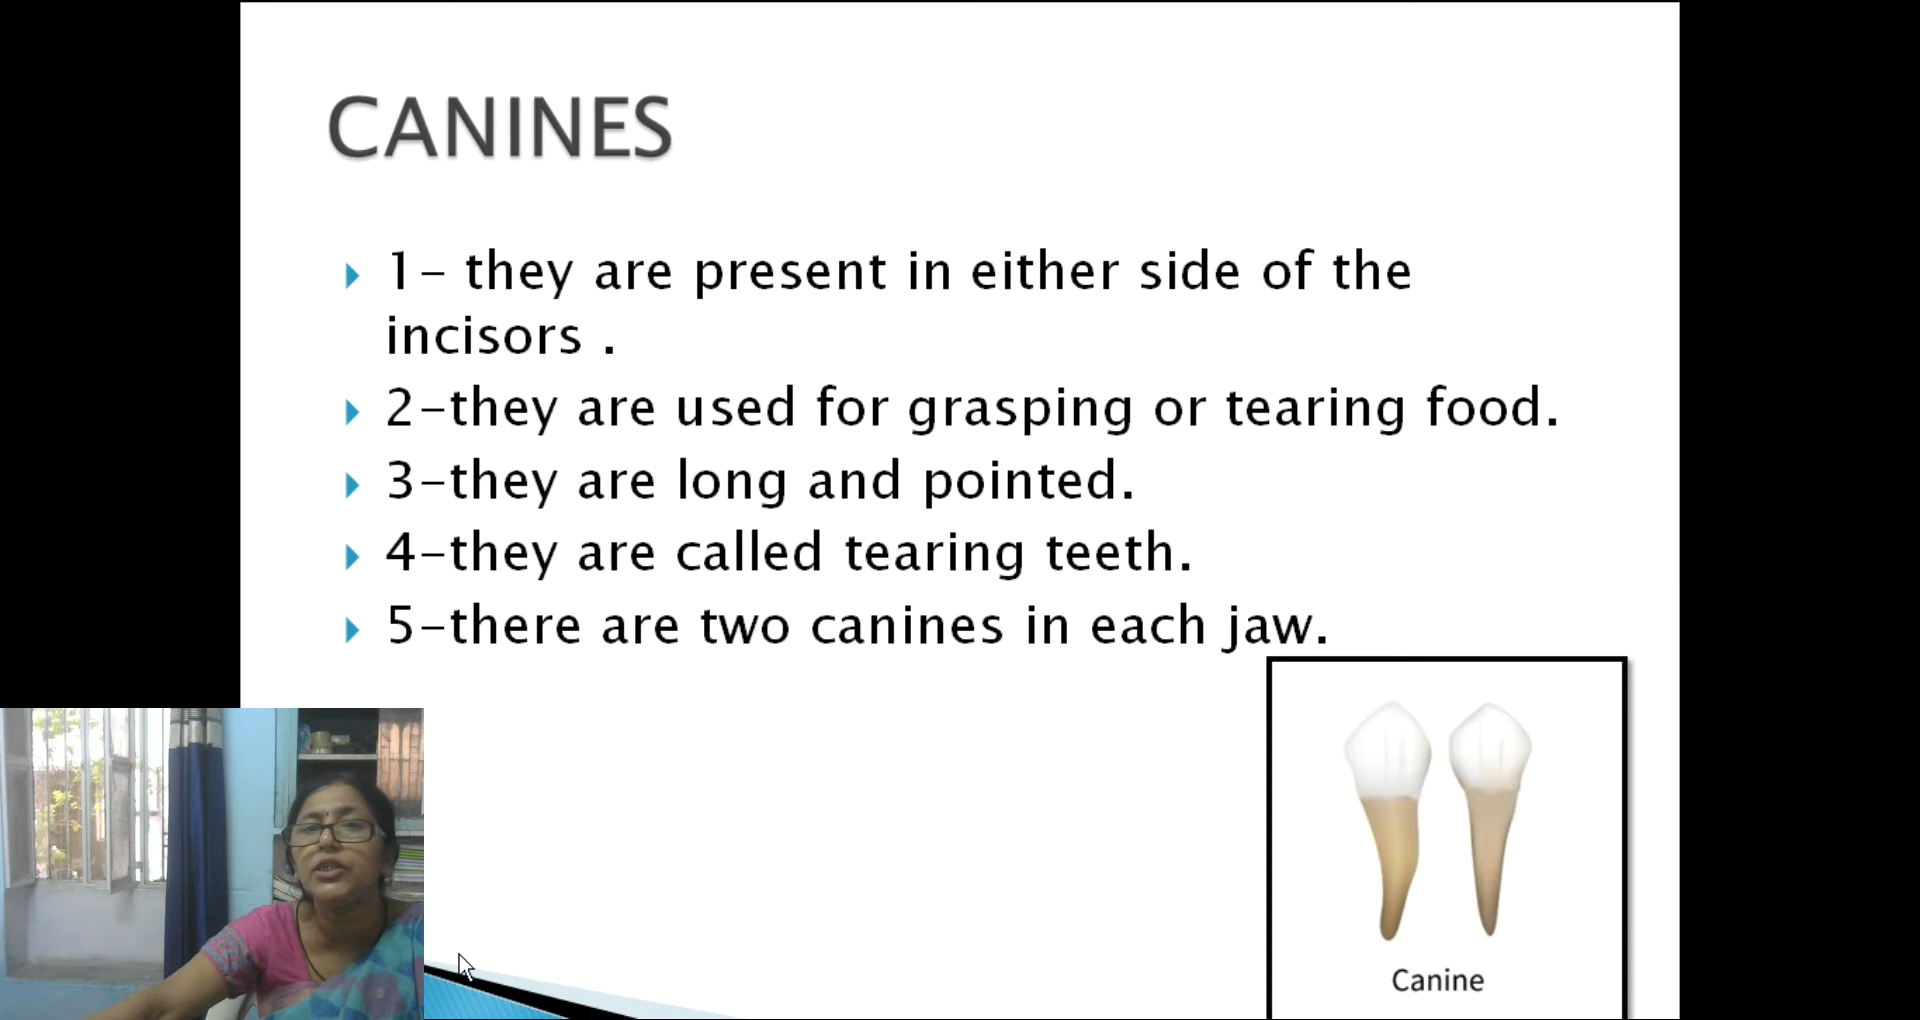 CANINES
1- they are present in either side of the
incisors .
2-they are used for grasping or tearing food.
3-they are long and pointed.
4-they are called tearing teeth.
5-there are two canines in each jaw.
Canine